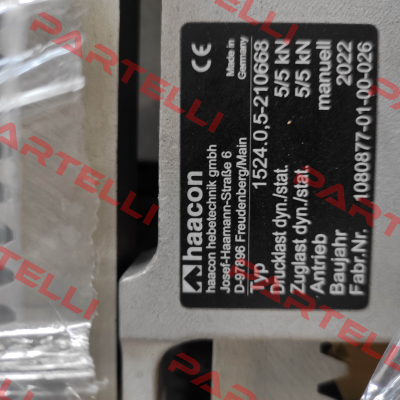 haacon
haacon hebetechnik gmbh
Josef-Haamann-Straße 6
D-97896 Freudenberg/Main
CE
Made in
Germany
Typ 1524.0,5-210668
Drucklast dyn./stat. 5/5 kN
Zuglast dyn./stat. 5/5 kN
Antrieb manuell
Baujahr 2022
Fabr.Nr. 1080877-01-00-026
PARTELLI
PARTELLI
PARTELLI
PARTELLI